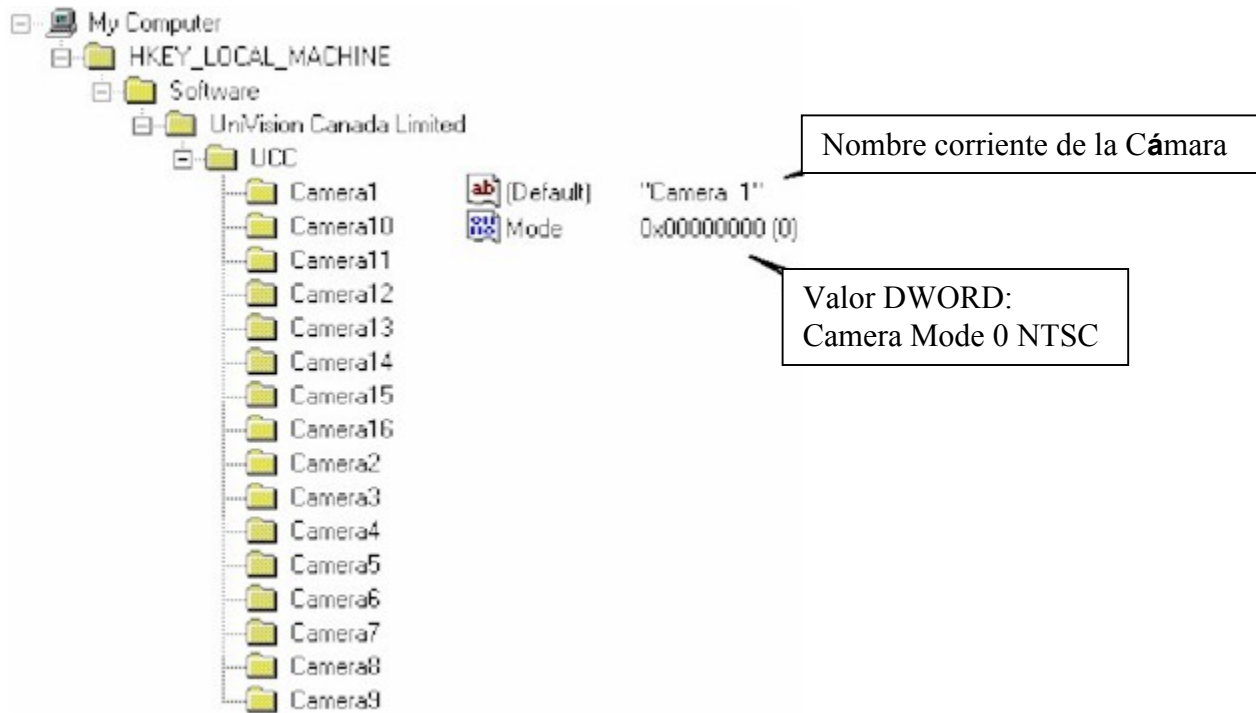 My Computer
HKEY_LOCAL_MACHINE
Software
UniVision Canada Limited
UCC
Nombre corriente de la Cámara
Camera1 (Default) "Camera 1"
Camera10 Mode 0x00000000 (0)
Camera11
Camera12
Valor DWORD:
Camera Mode 0 NTSC
Camera13
Camera14
Camera15
Camera16
Camera2
Camera3
Camera4
Camera5
Camera6
Camera7
Camera8
Camera9